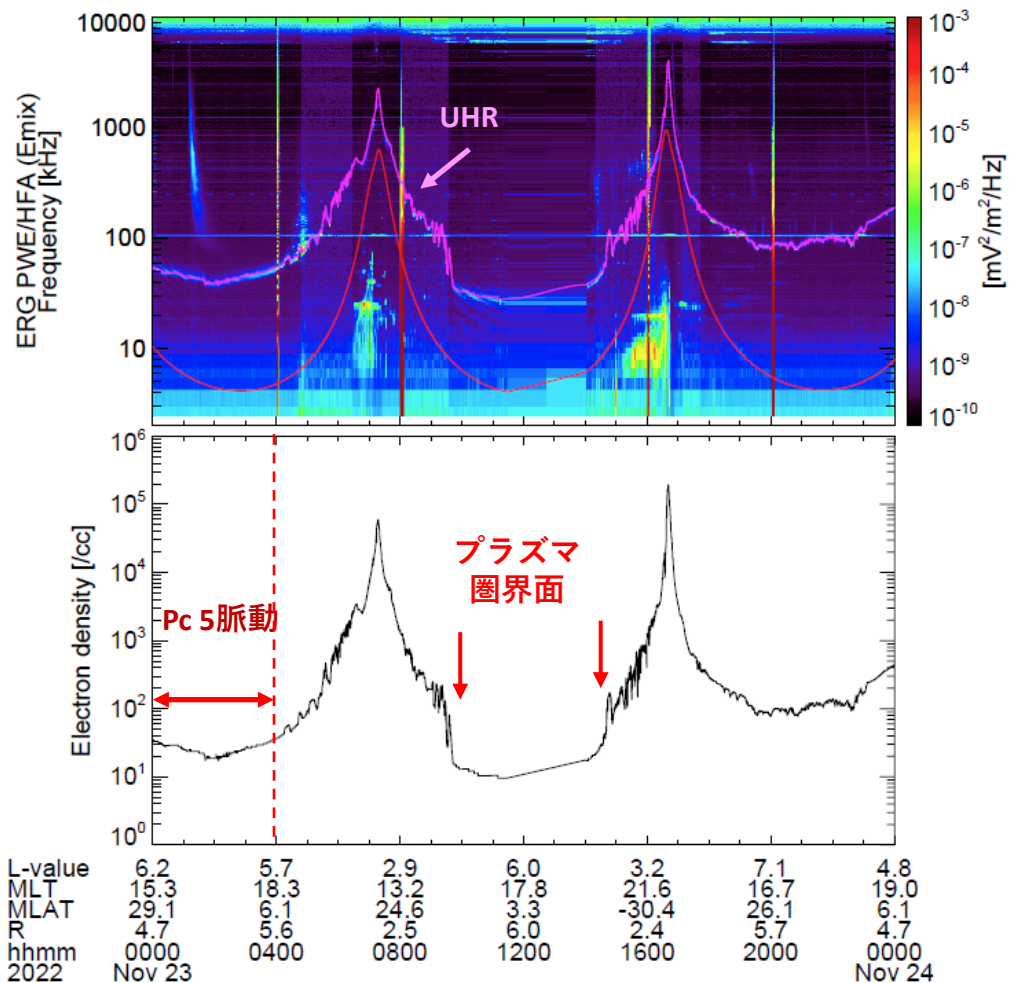 10000
1000
100
10
ERG PWE/HFA (Emix)
Frequency [kHz]
UHR
10-3
10-4
10-5
10-6
10-7
10-8
10-9
10-10
[mV2/m2/Hz]
106
105
104
103
102
101
100
Electron density [/cc]
Pc 5脈動
プラズマ
圏界面
L-value 6.2 5.7 2.9 6.0 3.2 7.1 4.8
MLT 15.3 18.3 13.2 17.8 21.6 16.7 19.0
MLAT 29.1 6.1 24.6 3.3 -30.4 26.1 6.1
R 4.7 5.6 2.5 6.0 2.4 5.7 4.7
hhmm 0000 0400 0800 1200 1600 2000 0000
2022 Nov 23 Nov 24